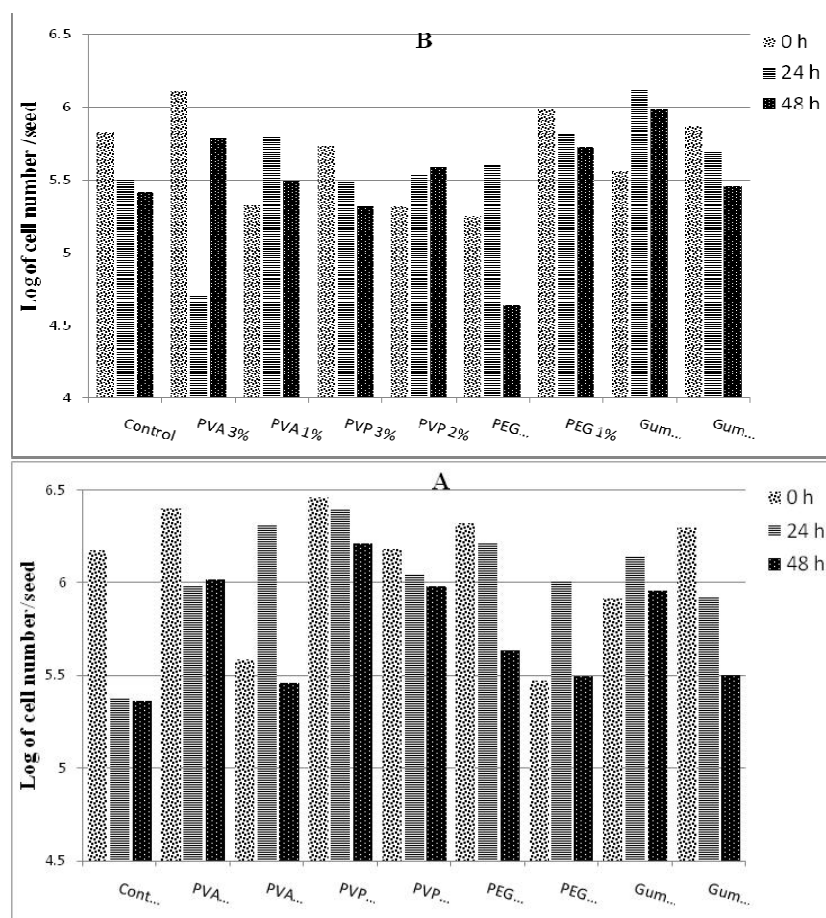 B
0 h
24 h
48 h
Log of cell number /seed
6.5
6
5.5
5
4.5
4
Control
PVA 3%
PVA 1%
PVP 3%
PVP 2%
PEG...
PEG 1%
Gum...
Gum...
A
0 h
24 h
48 h
Log of cell number/seed
6.5
6
5.5
5
4.5
Cont...
PVA...
PVA...
PVP...
PVP...
PEG...
PEG...
Gum...
Gum...